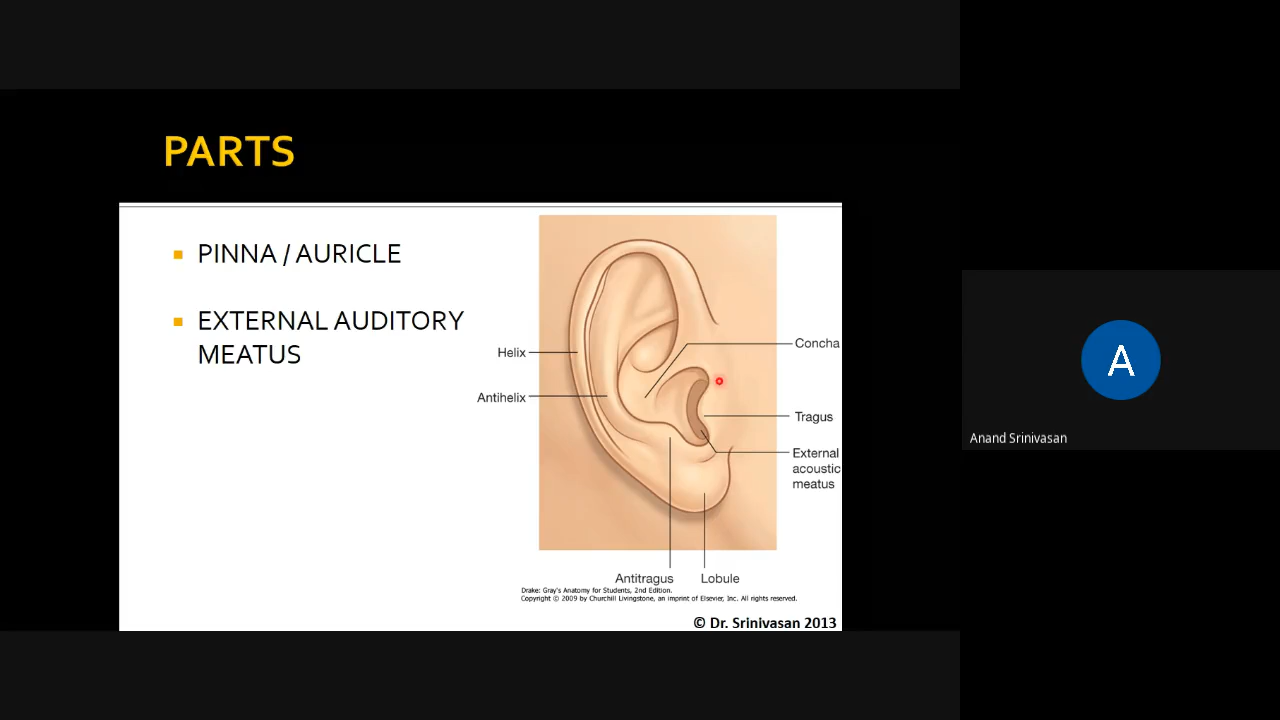 PARTS
PINNA / AURICLE
EXTERNAL AUDITORY
MEATUS
Helix
Antihelix
Concha
Tragus
External
acoustic
meatus
Antitragus
Lobule
Drake: Gray's Anatomy for Students, 2nd Edition.
Copyright © 2009 by Churchill Livingstone, an imprint of Elsevier, Inc. All rights reserved.
© Dr. Srinivasan 2013
A
Anand Srinivasan